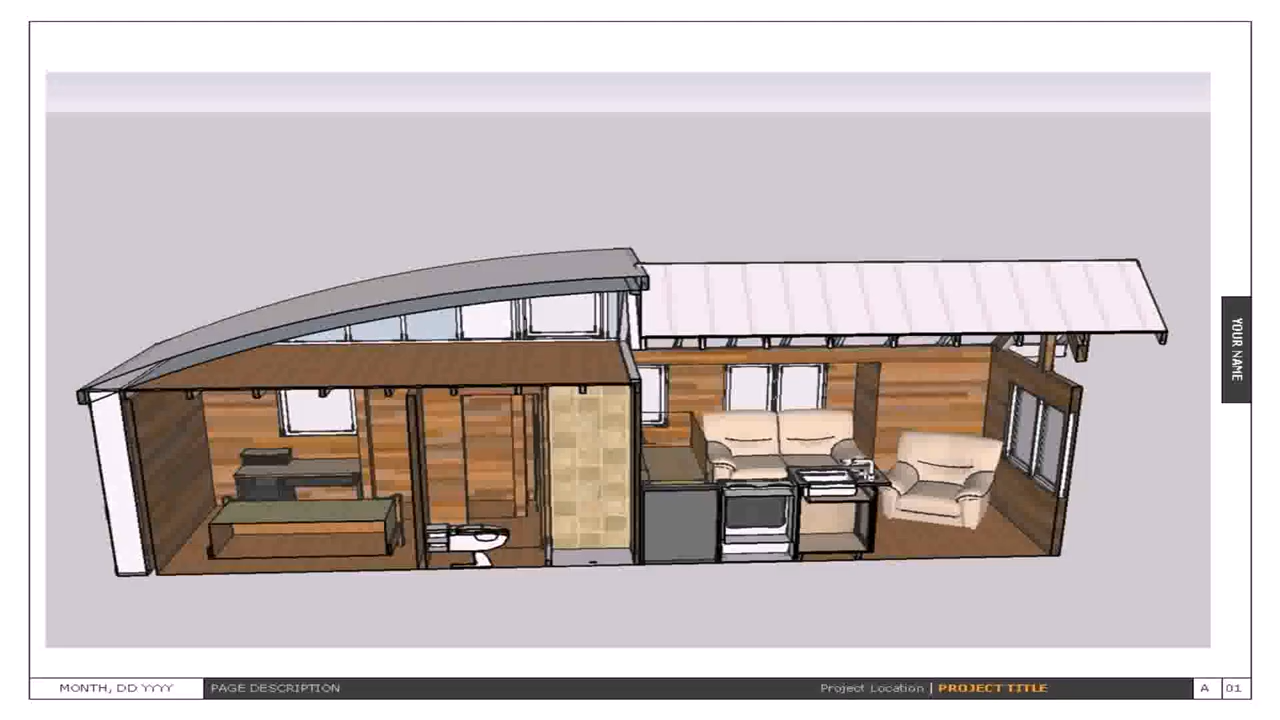 YOUR NAME
MONTH, DD YYYY
PAGE DESCRIPTION
Project Location | PROJECT TITLE
A 01